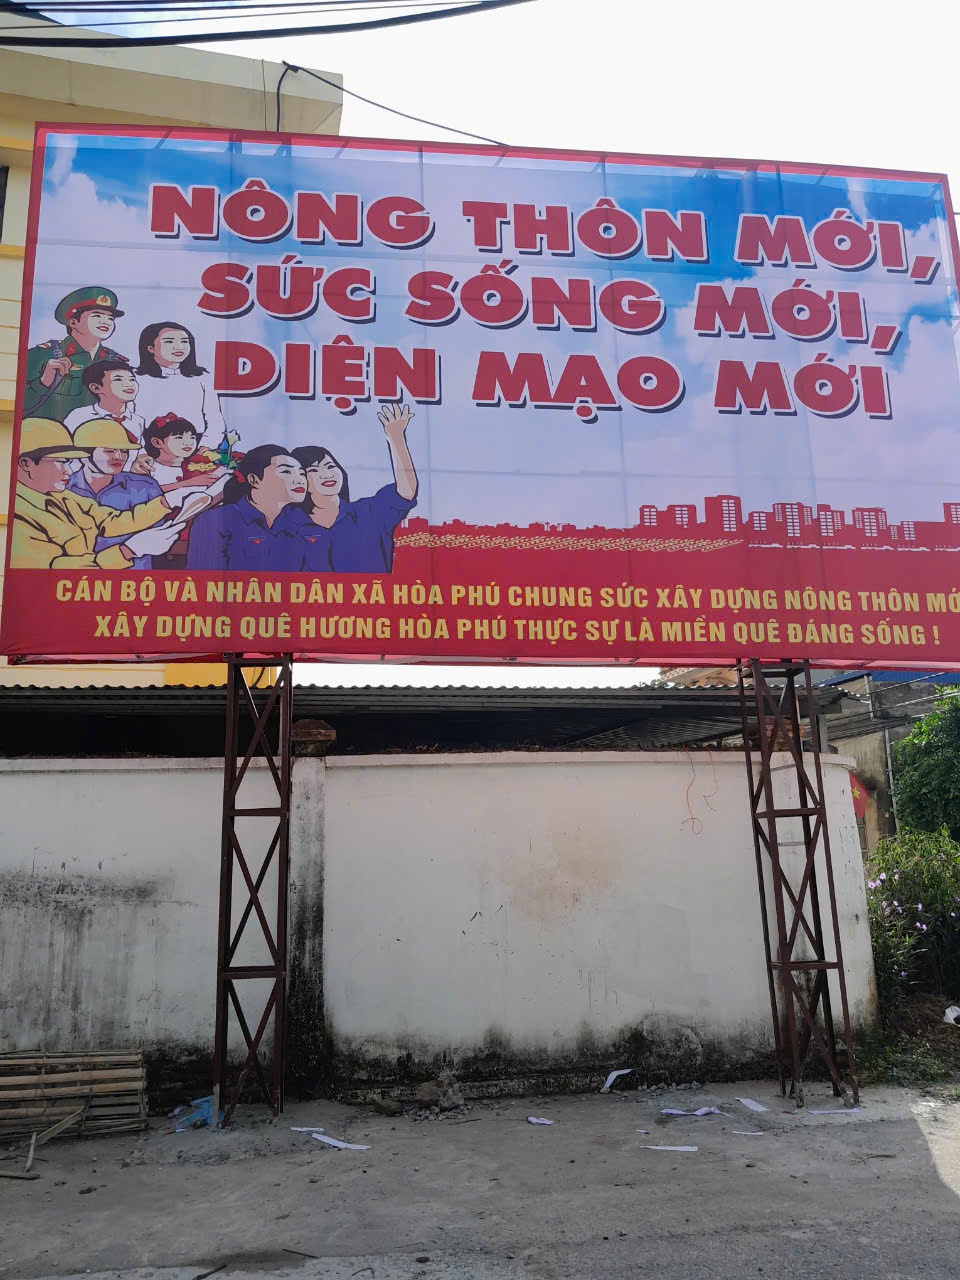 NÔNG THÔN MỚI,
SỨC SỐNG MỚI,
DIỆN MẠO MỚI
CÁN BỘ VÀ NHÂN DÂN XÃ HÒA PHÚ CHUNG SỨC XÂY DỰNG NÔNG THÔN MỚ
XÂY DỰNG QUÊ HƯƠNG HÒA PHÚ THỰC SỰ LÀ MIỀN QUÊ ĐÁNG SỐNG !